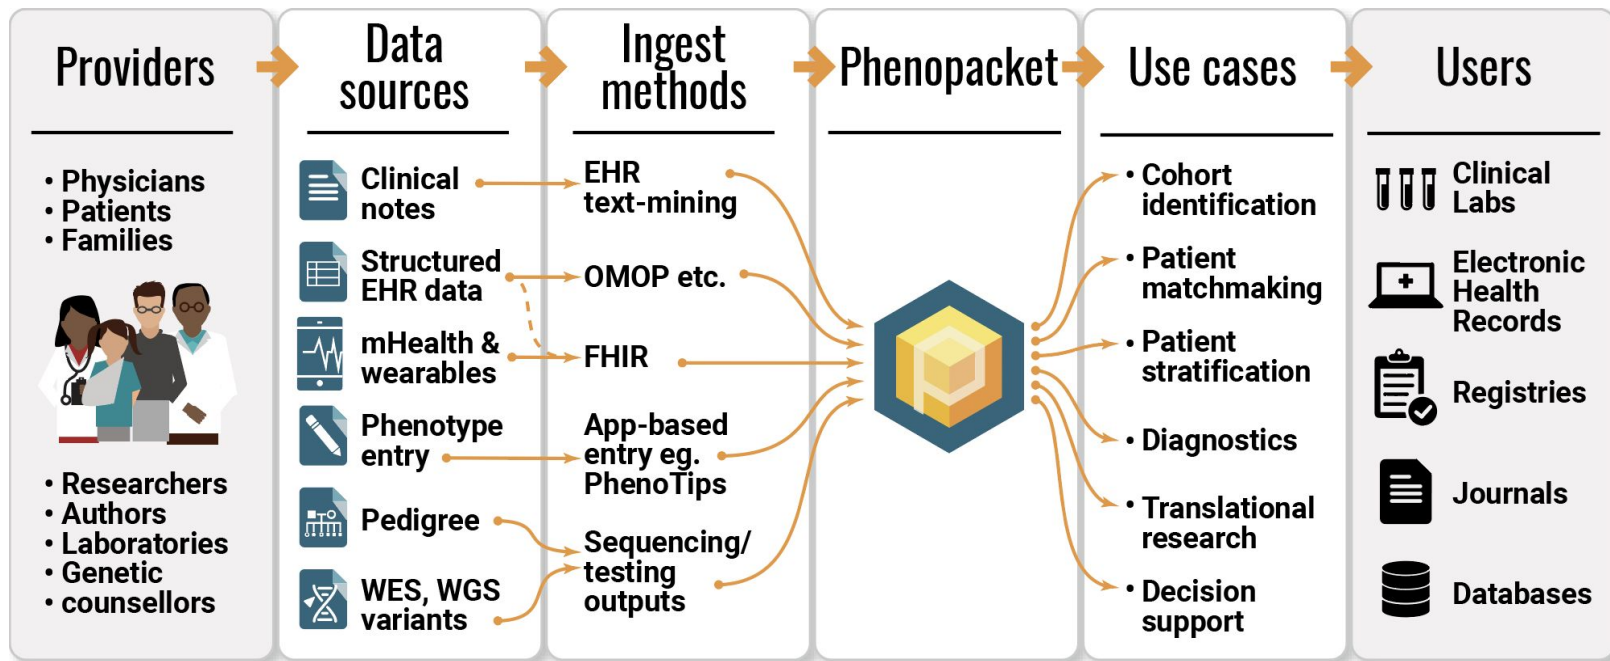 Providers
• Physicians
• Patients
• Families
• Researchers
• Authors
• Laboratories
• Genetic
• counsellors
Data
sources
Clinical
notes
Structured
EHR data
mHealth &
wearables
Phenotype
entry
Pedigree
WES, WGS
variants
Ingest
methods
EHR
text-mining
OMOP etc.
FHIR
App-based
entry eg.
PhenoTips
Sequencing/
testing
outputs
Phenopacket
Use cases
• Cohort
identification
• Patient
matchmaking
• Patient
stratification
• Diagnostics
• Translational
research
• Decision
support
Users
Clinical
Labs
Electronic
Health
Records
Registries
Journals
Databases